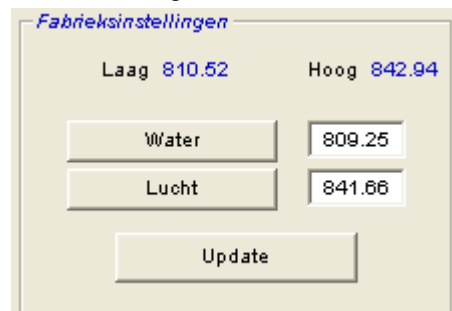 Fabrieksinstellingen
Laag 810.52 Hoog 842.94
Water 809.25
Lucht 841.66
Update